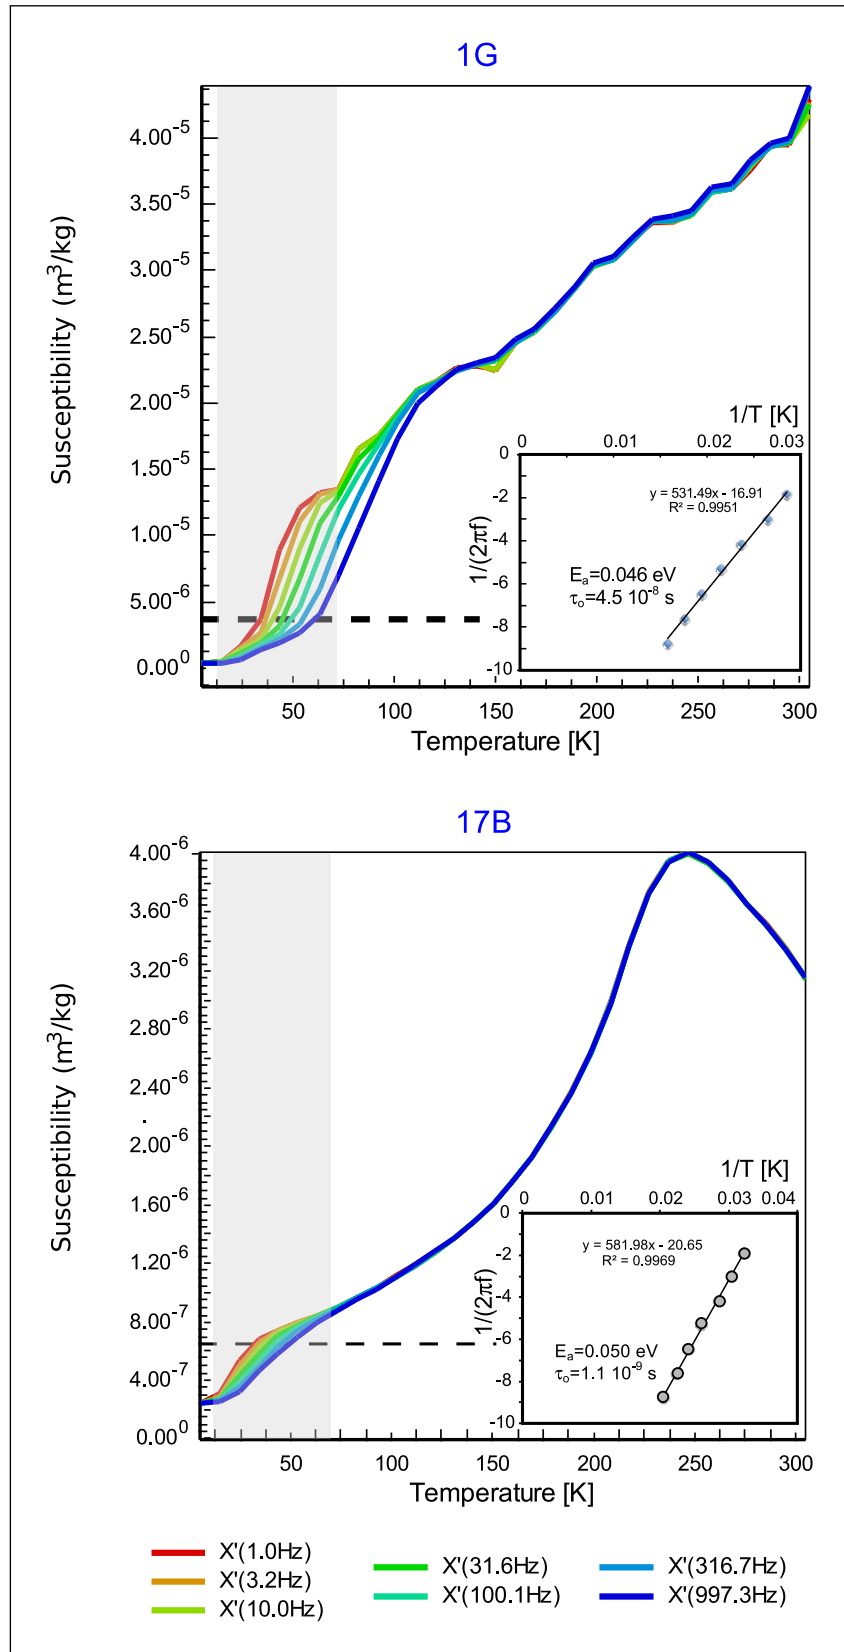 1G
Susceptibility (m³/kg)
4.00⁻⁵
3.50⁻⁵
3.00⁻⁵
2.50⁻⁵
2.00⁻⁵
1.50⁻⁵
1.00⁻⁵
5.00⁻⁶
0.00⁰
50
100
150
200
250
300
Temperature [K]
1/T [K]
0
0.01
0.02
0.03
0
-2
-4
-6
-8
-10
1/(2πf)
y = 531.49x - 16.91
R² = 0.9951
Eₐ=0.046 eV
τₒ=4.5 10⁻⁸ s
17B
Susceptibility (m³/kg)
4.00⁻⁶
3.60⁻⁶
3.20⁻⁶
2.80⁻⁶
2.40⁻⁶
2.00⁻⁶
1.60⁻⁶
1.20⁻⁶
8.00⁻⁷
4.00⁻⁷
0.00⁰
50
100
150
200
250
300
Temperature [K]
1/T [K]
0
0.01
0.02
0.03
0.04
0
-2
-4
-6
-8
-10
1/(2πf)
y = 581.98x - 20.65
R² = 0.9969
Eₐ=0.050 eV
τₒ=1.1 10⁻⁹ s
X'(1.0Hz)
X'(3.2Hz)
X'(10.0Hz)
X'(31.6Hz)
X'(100.1Hz)
X'(316.7Hz)
X'(997.3Hz)